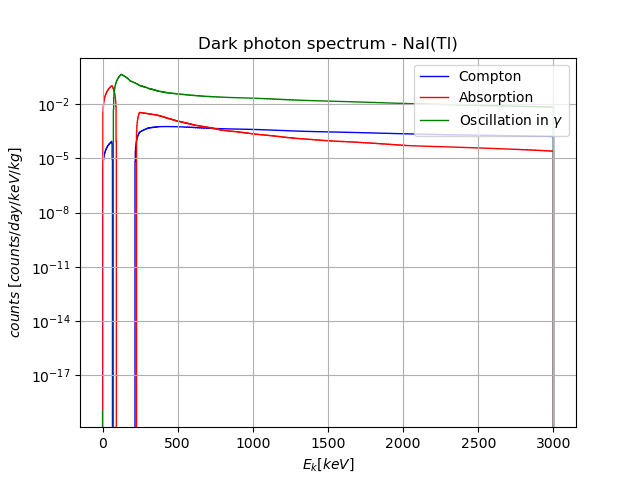 Dark photon spectrum - NaI(Tl)
Compton
Absorption
Oscillation in γ
counts [counts/day/keV/kg]
10⁻²
10⁻⁵
10⁻⁸
10⁻¹¹
10⁻¹⁴
10⁻¹⁷
0 500 1000 1500 2000 2500 3000
E_k[keV]